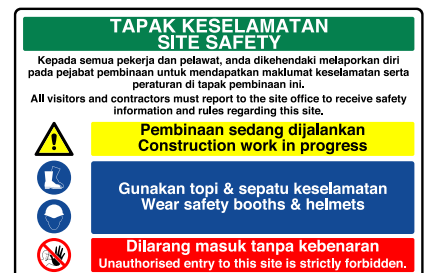 TAPAK KESELAMATAN
SITE SAFETY
Kepada semua pekerja dan pelawat, anda dikehendaki melaporkan diri
pada pejabat pembinaan untuk mendapatkan maklumat keselamatan serta
peraturan di tapak pembinaan ini.
All visitors and contractors must report to the site office to receive safety
information and rules regarding this site.
Pembinaan sedang dijalankan
Construction work in progress
Gunakan topi & sepatu keselamatan
Wear safety booths & helmets
Dilarang masuk tanpa kebenaran
Unauthorised entry to this site is strictly forbidden.